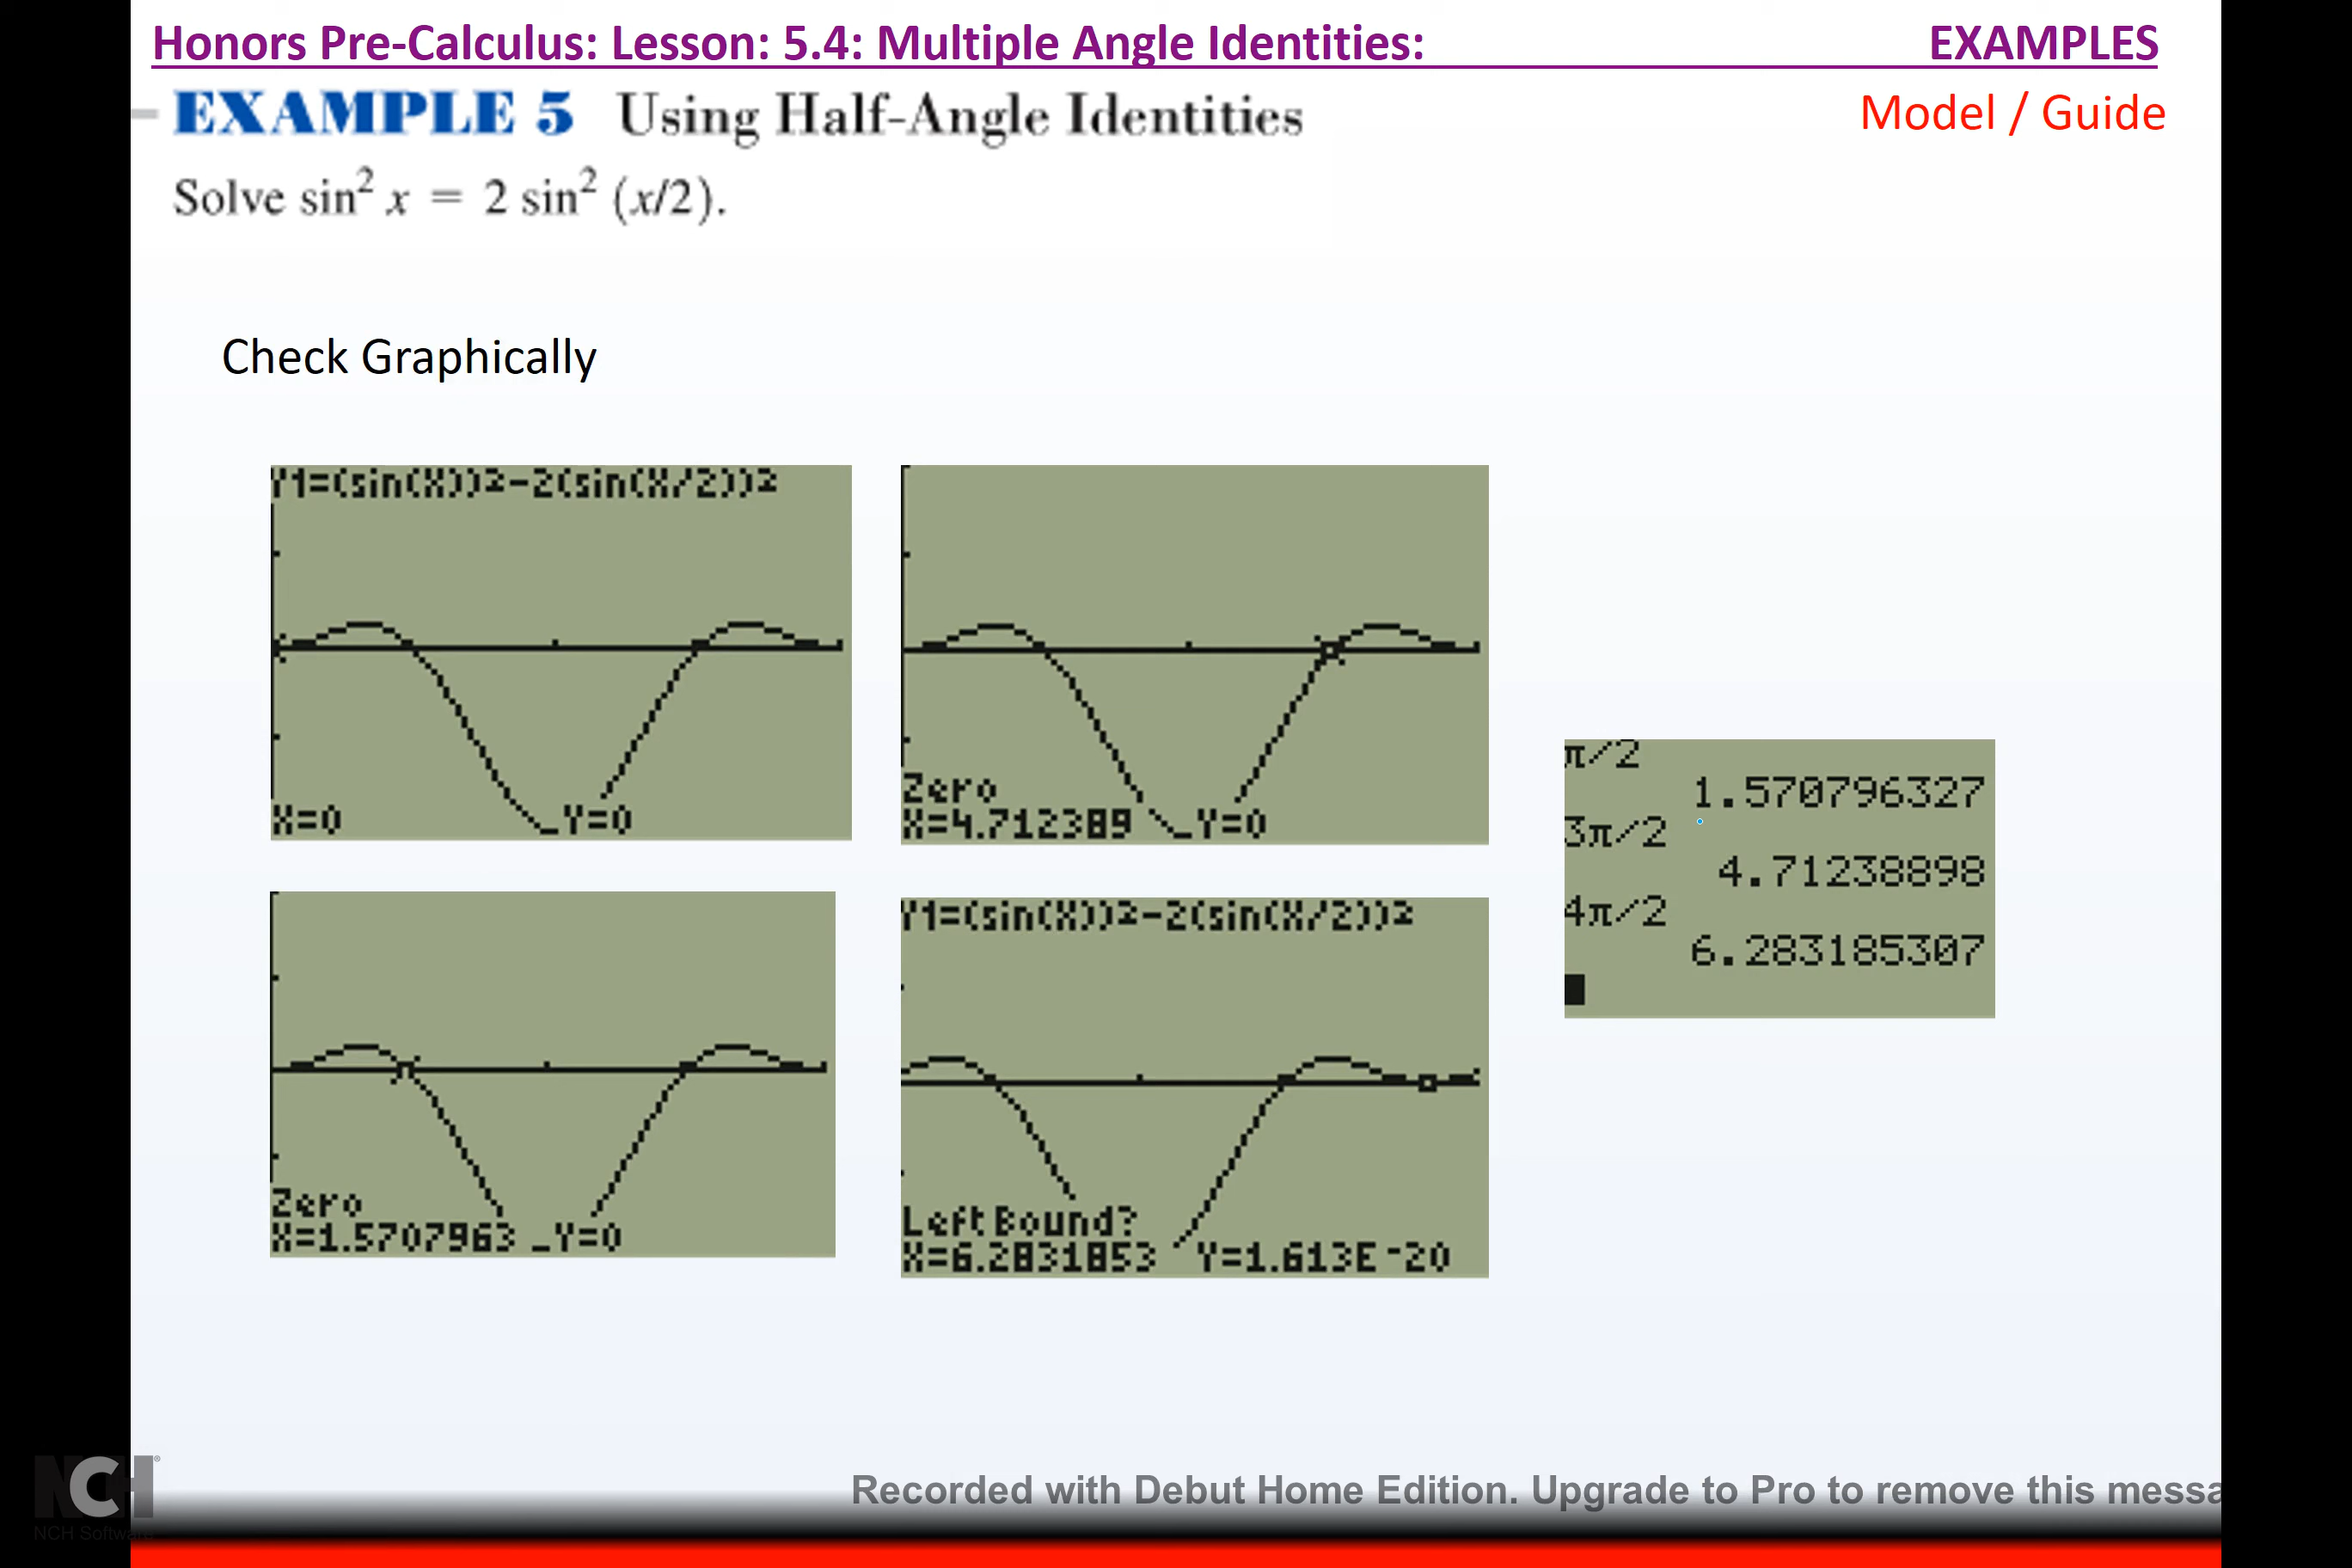 Honors Pre-Calculus: Lesson: 5.4: Multiple Angle Identities: EXAMPLES
EXAMPLE 5 Using Half-Angle Identities
Model / Guide
Solve sin² x = 2 sin² (x/2).
Check Graphically
Y1=(sin(X))²-2(sin(X/2))²
X=0 Y=0
Zero
X=4.712389 Y=0
π/2
1.570796327
3π/2
4.71238898
4π/2
6.283185307
Zero
X=1.5707963 Y=0
Y1=(sin(X))²-2(sin(X/2))²
Left Bound?
X=6.2831853 Y=1.613E-20
NCH®
NCH Software
Recorded with Debut Home Edition. Upgrade to Pro to remove this messa